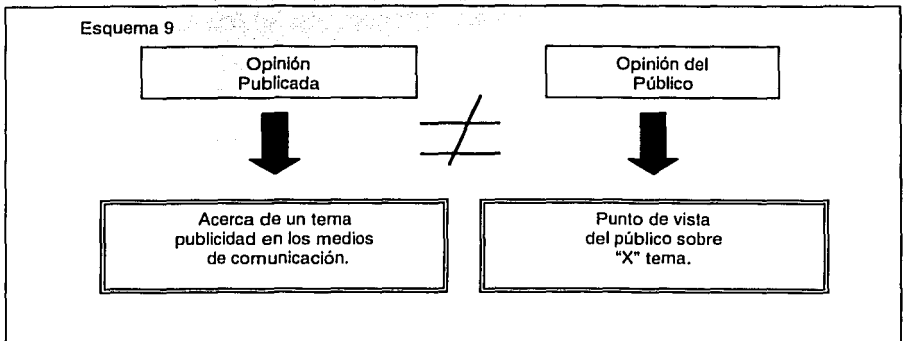 Esquema 9
Opinión
Publicada
Opinión del
Público
≠
Acerca de un tema
publicidad en los medios
de comunicación.
Punto de vista
del público sobre
"X" tema.